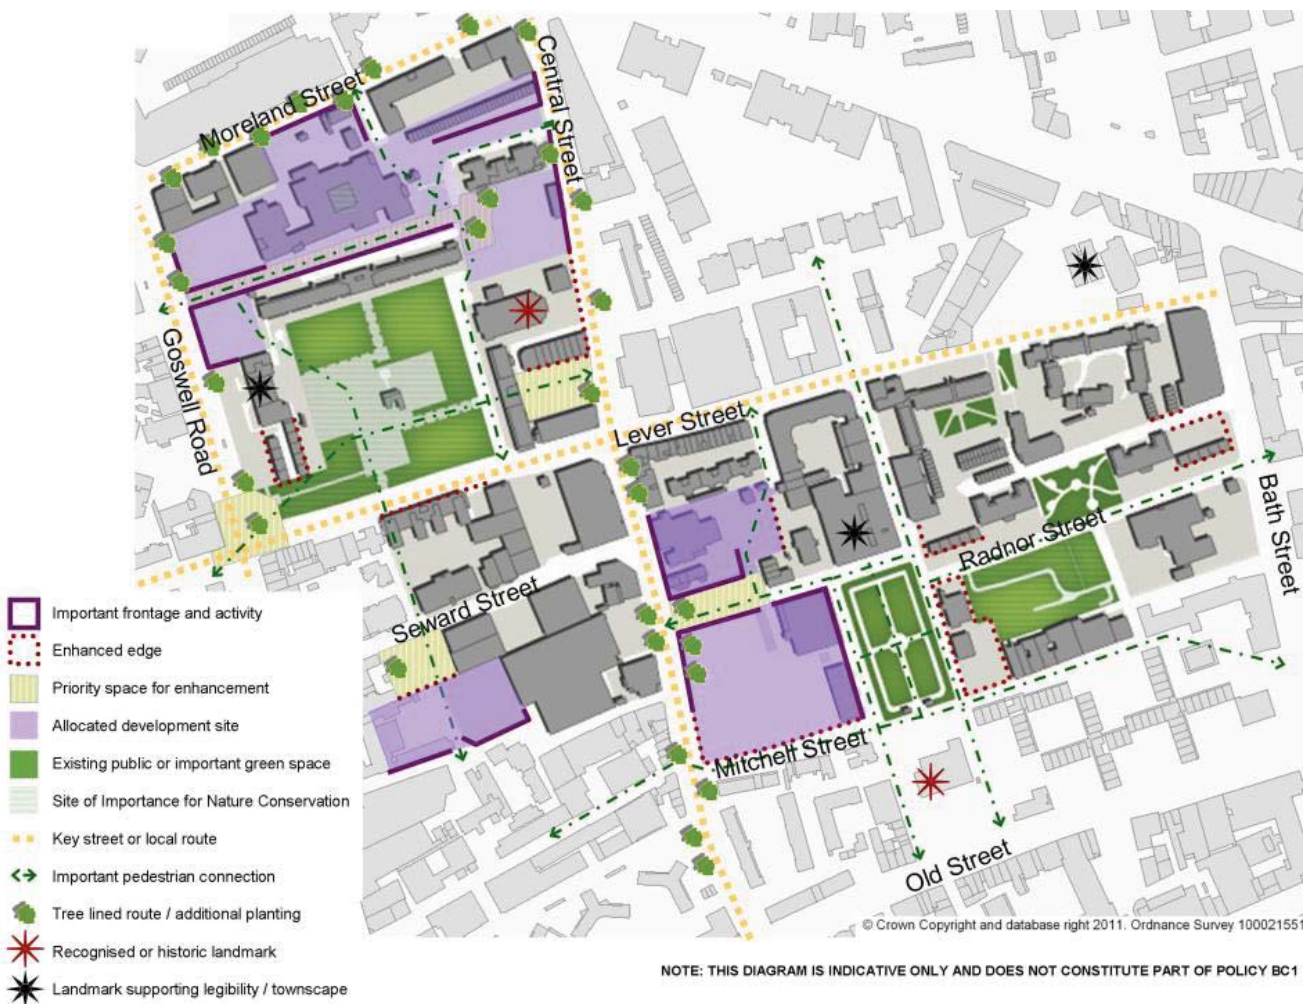 Moreland Street
Central Street
Goswell Road
Lever Street
Seward Street
Radnor Street
Bath Street
Mitchell Street
Old Street
Important frontage and activity
Enhanced edge
Priority space for enhancement
Allocated development site
Existing public or important green space
Site of Importance for Nature Conservation
Key street or local route
Important pedestrian connection
Tree lined route / additional planting
Recognised or historic landmark
Landmark supporting legibility / townscape
© Crown Copyright and database right 2011. Ordnance Survey 100021551
NOTE: THIS DIAGRAM IS INDICATIVE ONLY AND DOES NOT CONSTITUTE PART OF POLICY BC1